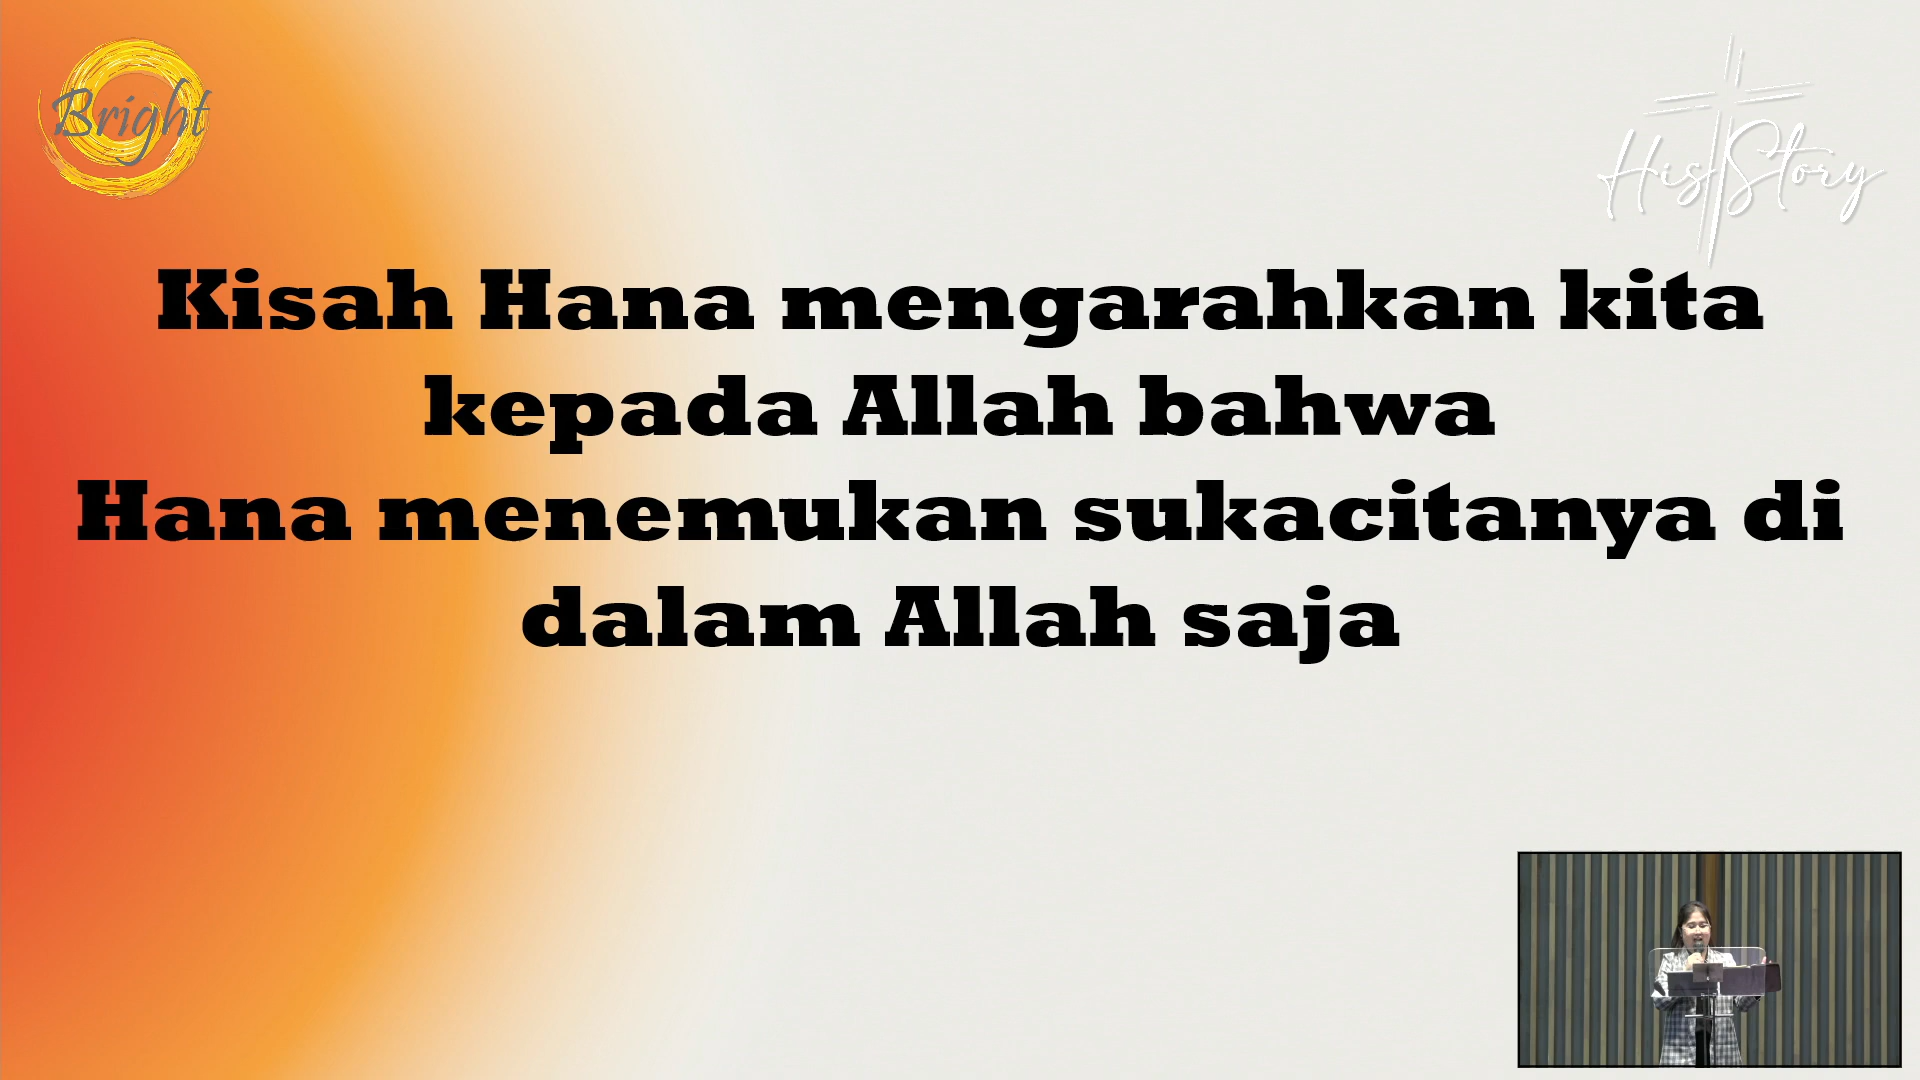 Bright
HisStory
Kisah Hana mengarahkan kita
kepada Allah bahwa
Hana menemukan sukacitanya di
dalam Allah saja